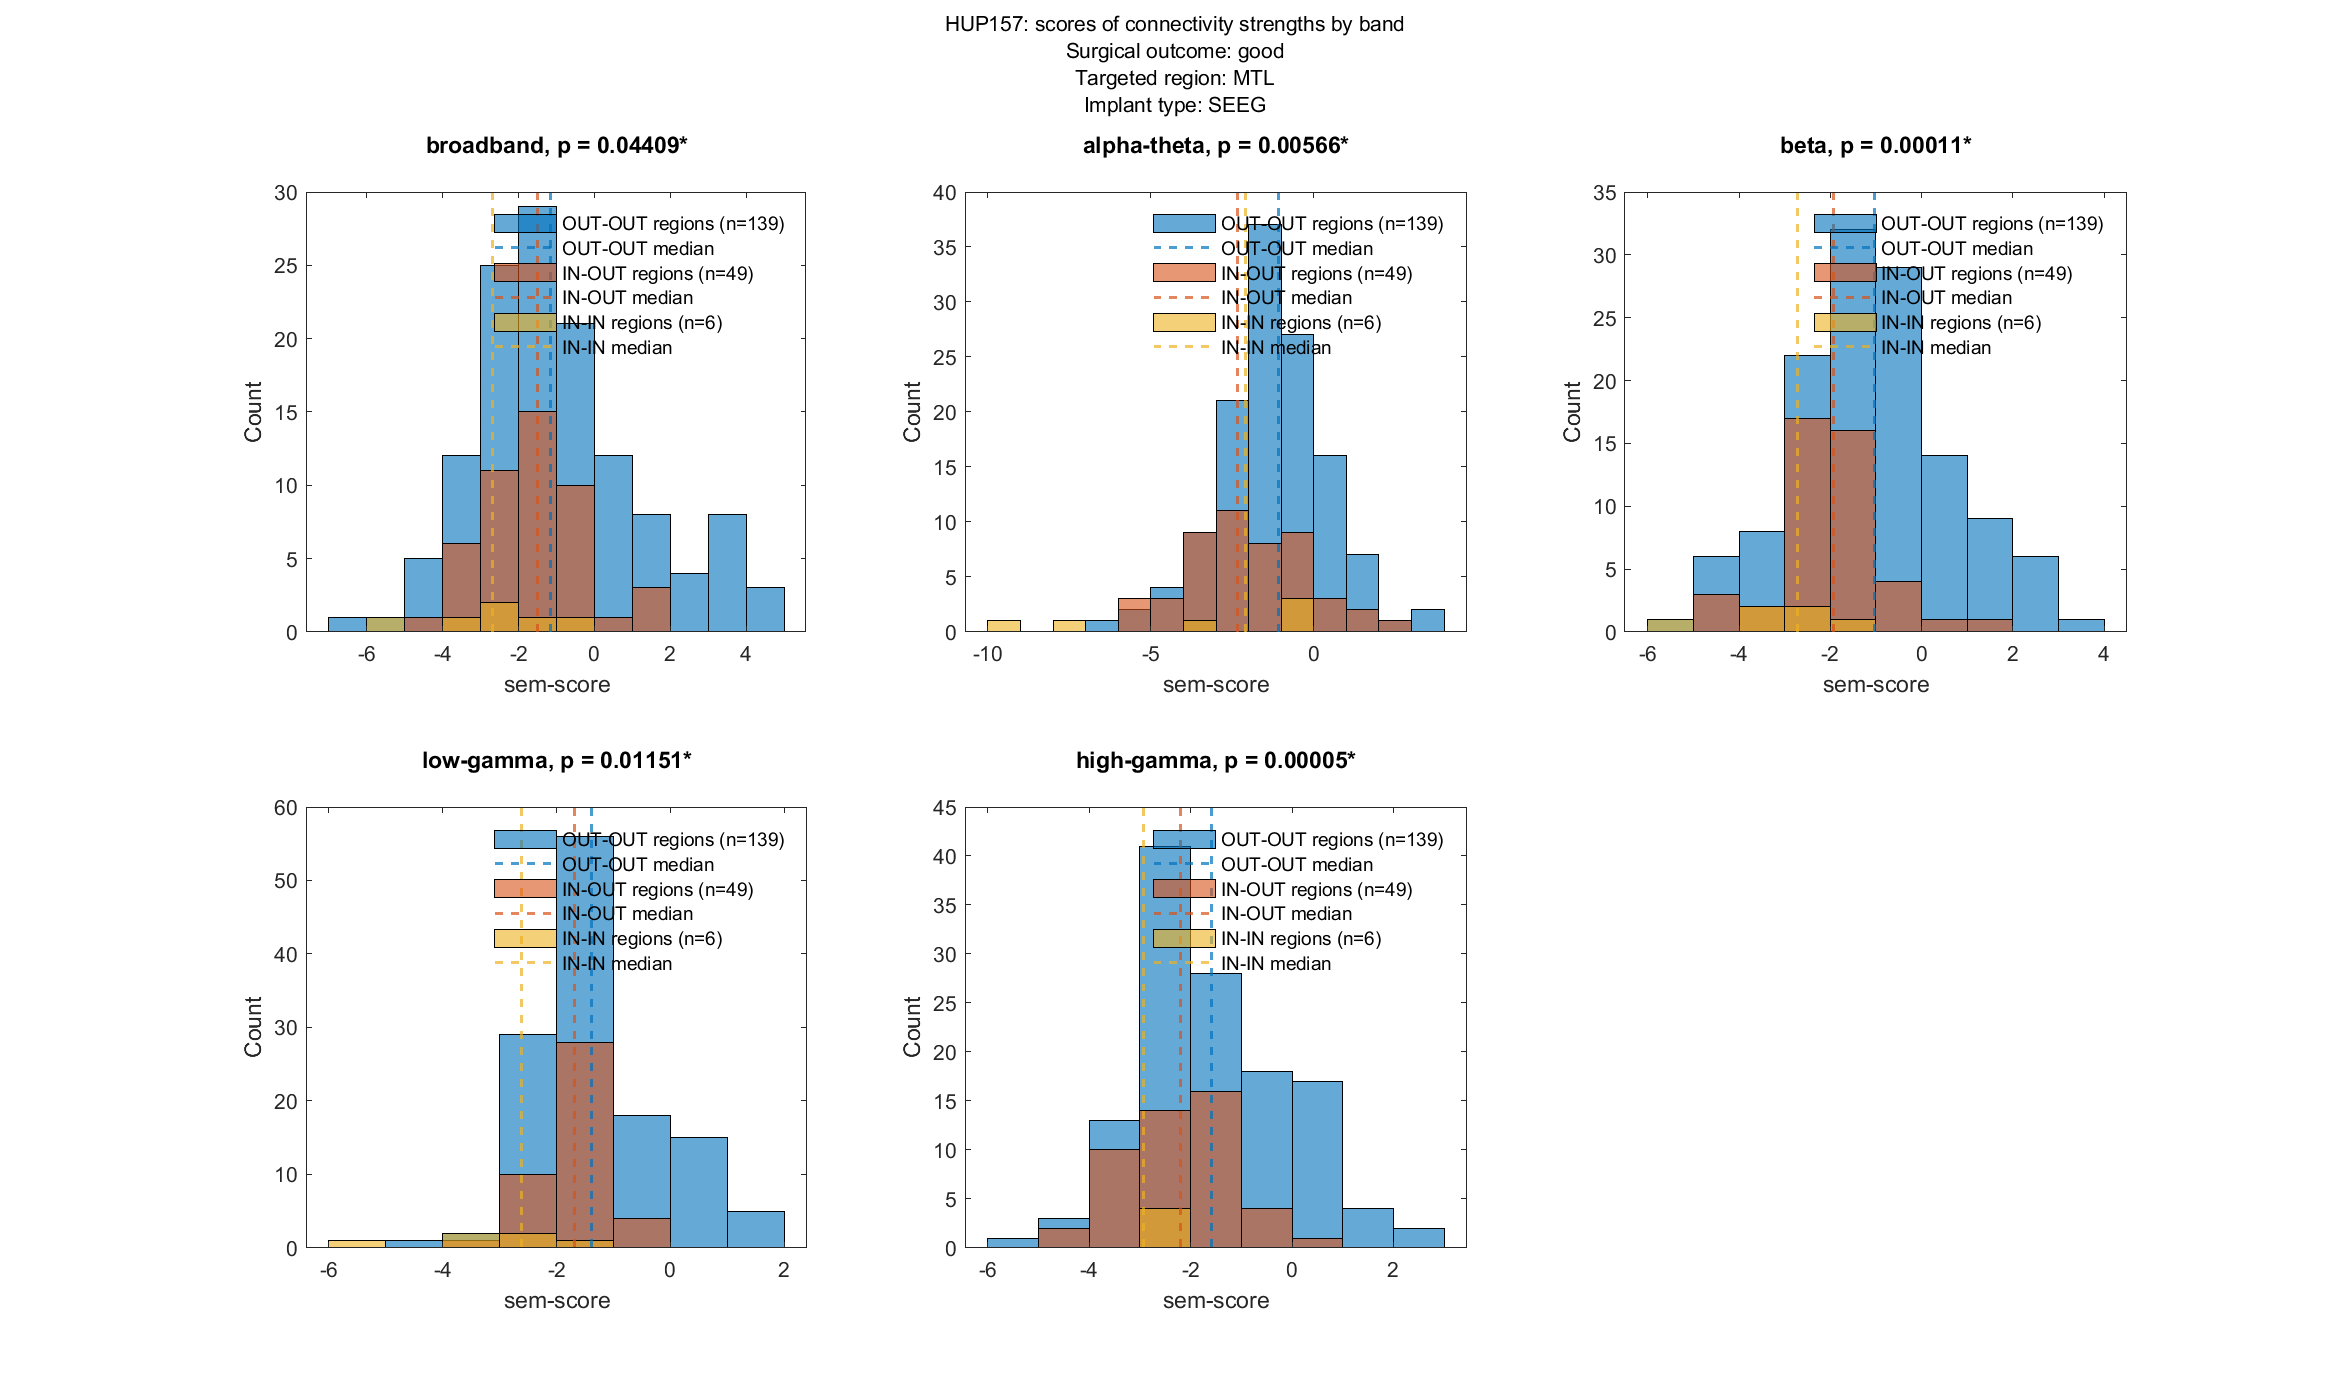 HUP157: scores of connectivity strengths by band
Surgical outcome: good
Targeted region: MTL
Implant type: SEEG
broadband, p = 0.04409*
30
25
20
15
10
5
0
Count
-6
-4
-2
0
2
4
sem-score
OUT-OUT regions (n=139)
OUT-OUT median
IN-OUT regions (n=49)
IN-OUT median
IN-IN regions (n=6)
IN-IN median
alpha-theta, p = 0.00566*
40
35
30
25
20
15
10
5
0
Count
-10
-5
0
sem-score
OUT-OUT regions (n=139)
OUT-OUT median
IN-OUT regions (n=49)
IN-OUT median
IN-IN regions (n=6)
IN-IN median
beta, p = 0.00011*
35
30
25
20
15
10
5
0
Count
-6
-4
-2
0
2
4
sem-score
OUT-OUT regions (n=139)
OUT-OUT median
IN-OUT regions (n=49)
IN-OUT median
IN-IN regions (n=6)
IN-IN median
low-gamma, p = 0.01151*
60
50
40
30
20
10
0
Count
-6
-4
-2
0
2
sem-score
OUT-OUT regions (n=139)
OUT-OUT median
IN-OUT regions (n=49)
IN-OUT median
IN-IN regions (n=6)
IN-IN median
high-gamma, p = 0.00005*
45
40
35
30
25
20
15
10
5
0
Count
-6
-4
-2
0
2
sem-score
OUT-OUT regions (n=139)
OUT-OUT median
IN-OUT regions (n=49)
IN-OUT median
IN-IN regions (n=6)
IN-IN median